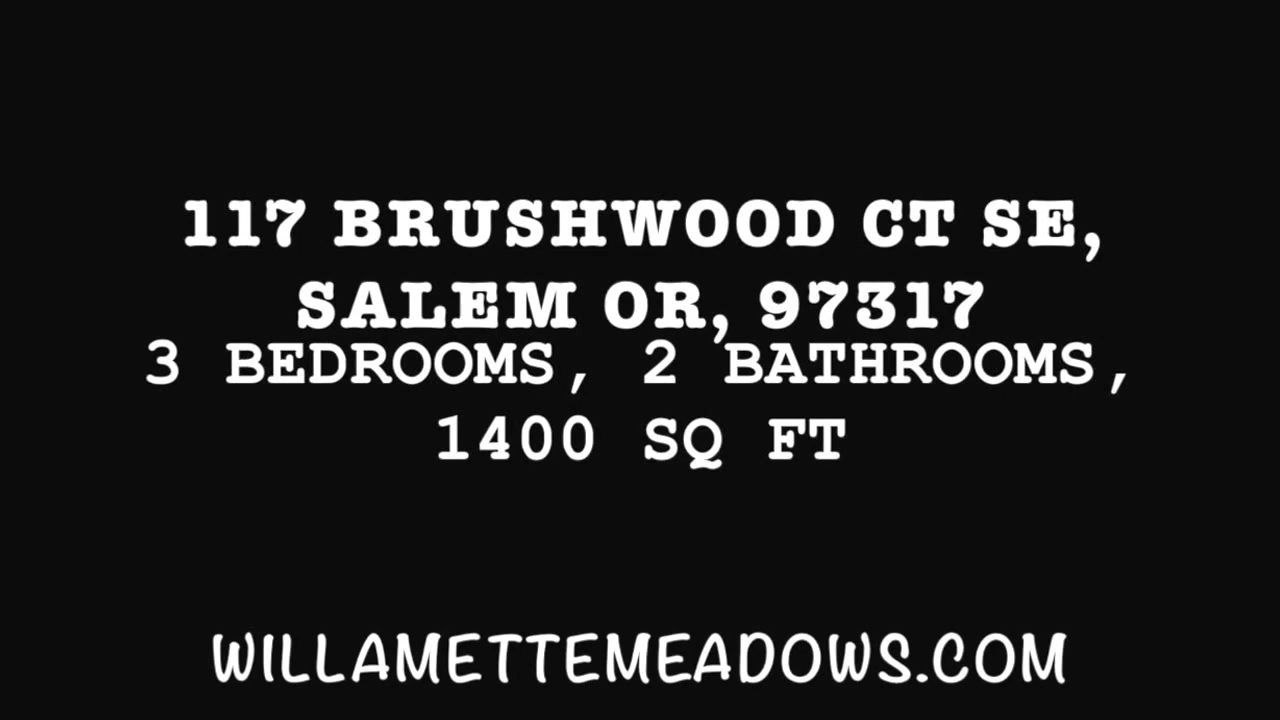 117 BRUSHWOOD CT SE,
SALEM OR, 97317
3 BEDROOMS, 2 BATHROOMS,
1400 SQ FT
WILLAMETTEMEADOWS.COM